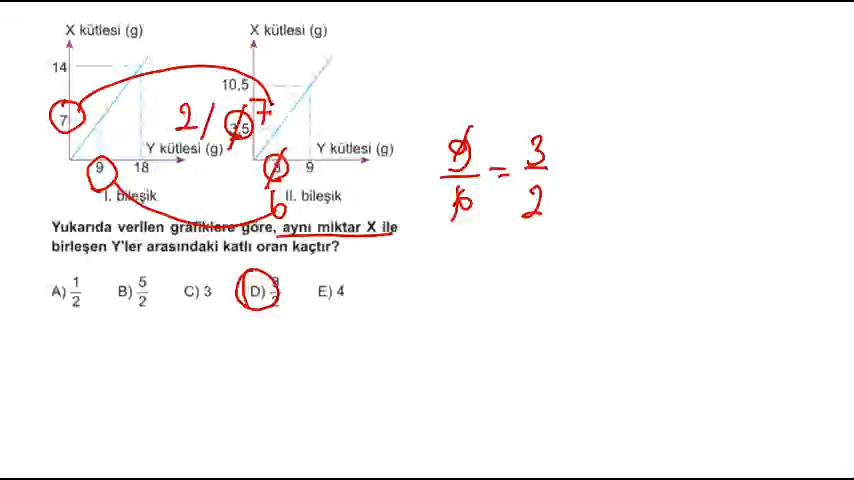 X kütlesi (g)
14
7
9 18
Y kütlesi (g)
I. bileşik
X kütlesi (g)
10,5
3,5
3 9
Y kütlesi (g)
II. bileşik
2/ 7
6
9/6 = 3/2
Yukarıda verilen grafiklere göre, aynı miktar X ile
birleşen Y'ler arasındaki katlı oran kaçtır?
A) 1/2 B) 5/2 C) 3 D) 3/2 E) 4